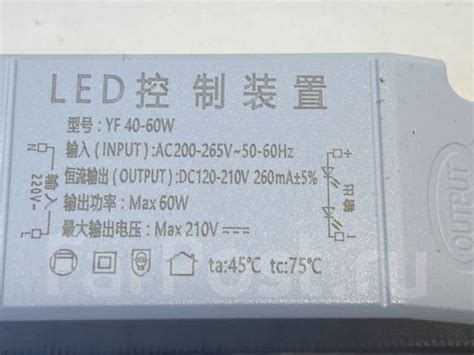 LED控制装置
型号: YF 40-60W
输入(INPUT):AC200-265V~50-60Hz
恒流输出(OUTPUT):DC120-210V 260mA±5%
输出功率: Max 60W
最大输出电压: Max 210V⎓
ta:45℃ tc:75℃
N
输入
220V~
L
OUTPUT
FarPost.ru